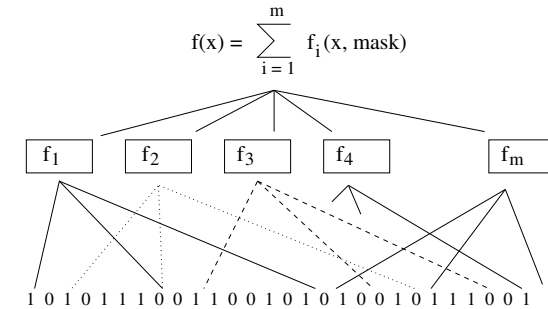 m
f(x) = ∑ f_i (x, mask)
i = 1
f_1 f_2 f_3 f_4 f_m
1 0 1 0 1 1 1 0 0 1 1 0 0 1 0 1 0 1 0 0 1 0 1 1 1 0 0 1